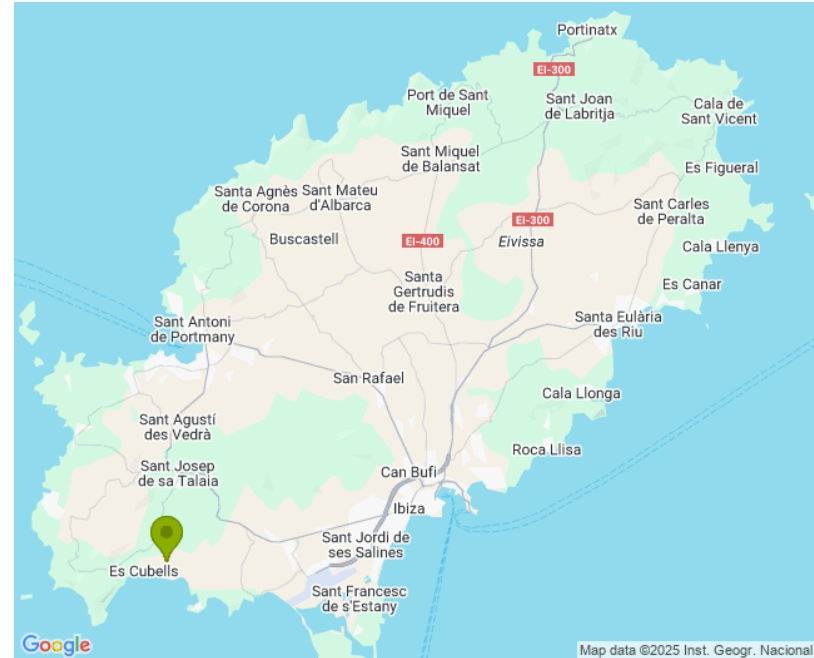 Portinatx
EI-300
Port de Sant
Miquel
Sant Joan
de Labritja
Cala de
Sant Vicent
Sant Miquel
de Balansat
Es Figueral
Santa Agnès
de Corona
Sant Mateu
d'Albarca
Sant Carles
de Peralta
EI-300
Buscastell
EI-400
Eivissa
Cala Llenya
Santa
Gertrudis
de Fruitera
Es Canar
Sant Antoni
de Portmany
Santa Eulària
des Riu
San Rafael
Cala Llonga
Sant Agustí
des Vedrà
Roca Llisa
Sant Josep
de sa Talaia
Can Bufi
Ibiza
Sant Jordi de
ses Salines
Es Cubells
Sant Francesc
de s'Estany
Google
Map data ©2025 Inst. Geogr. Nacional